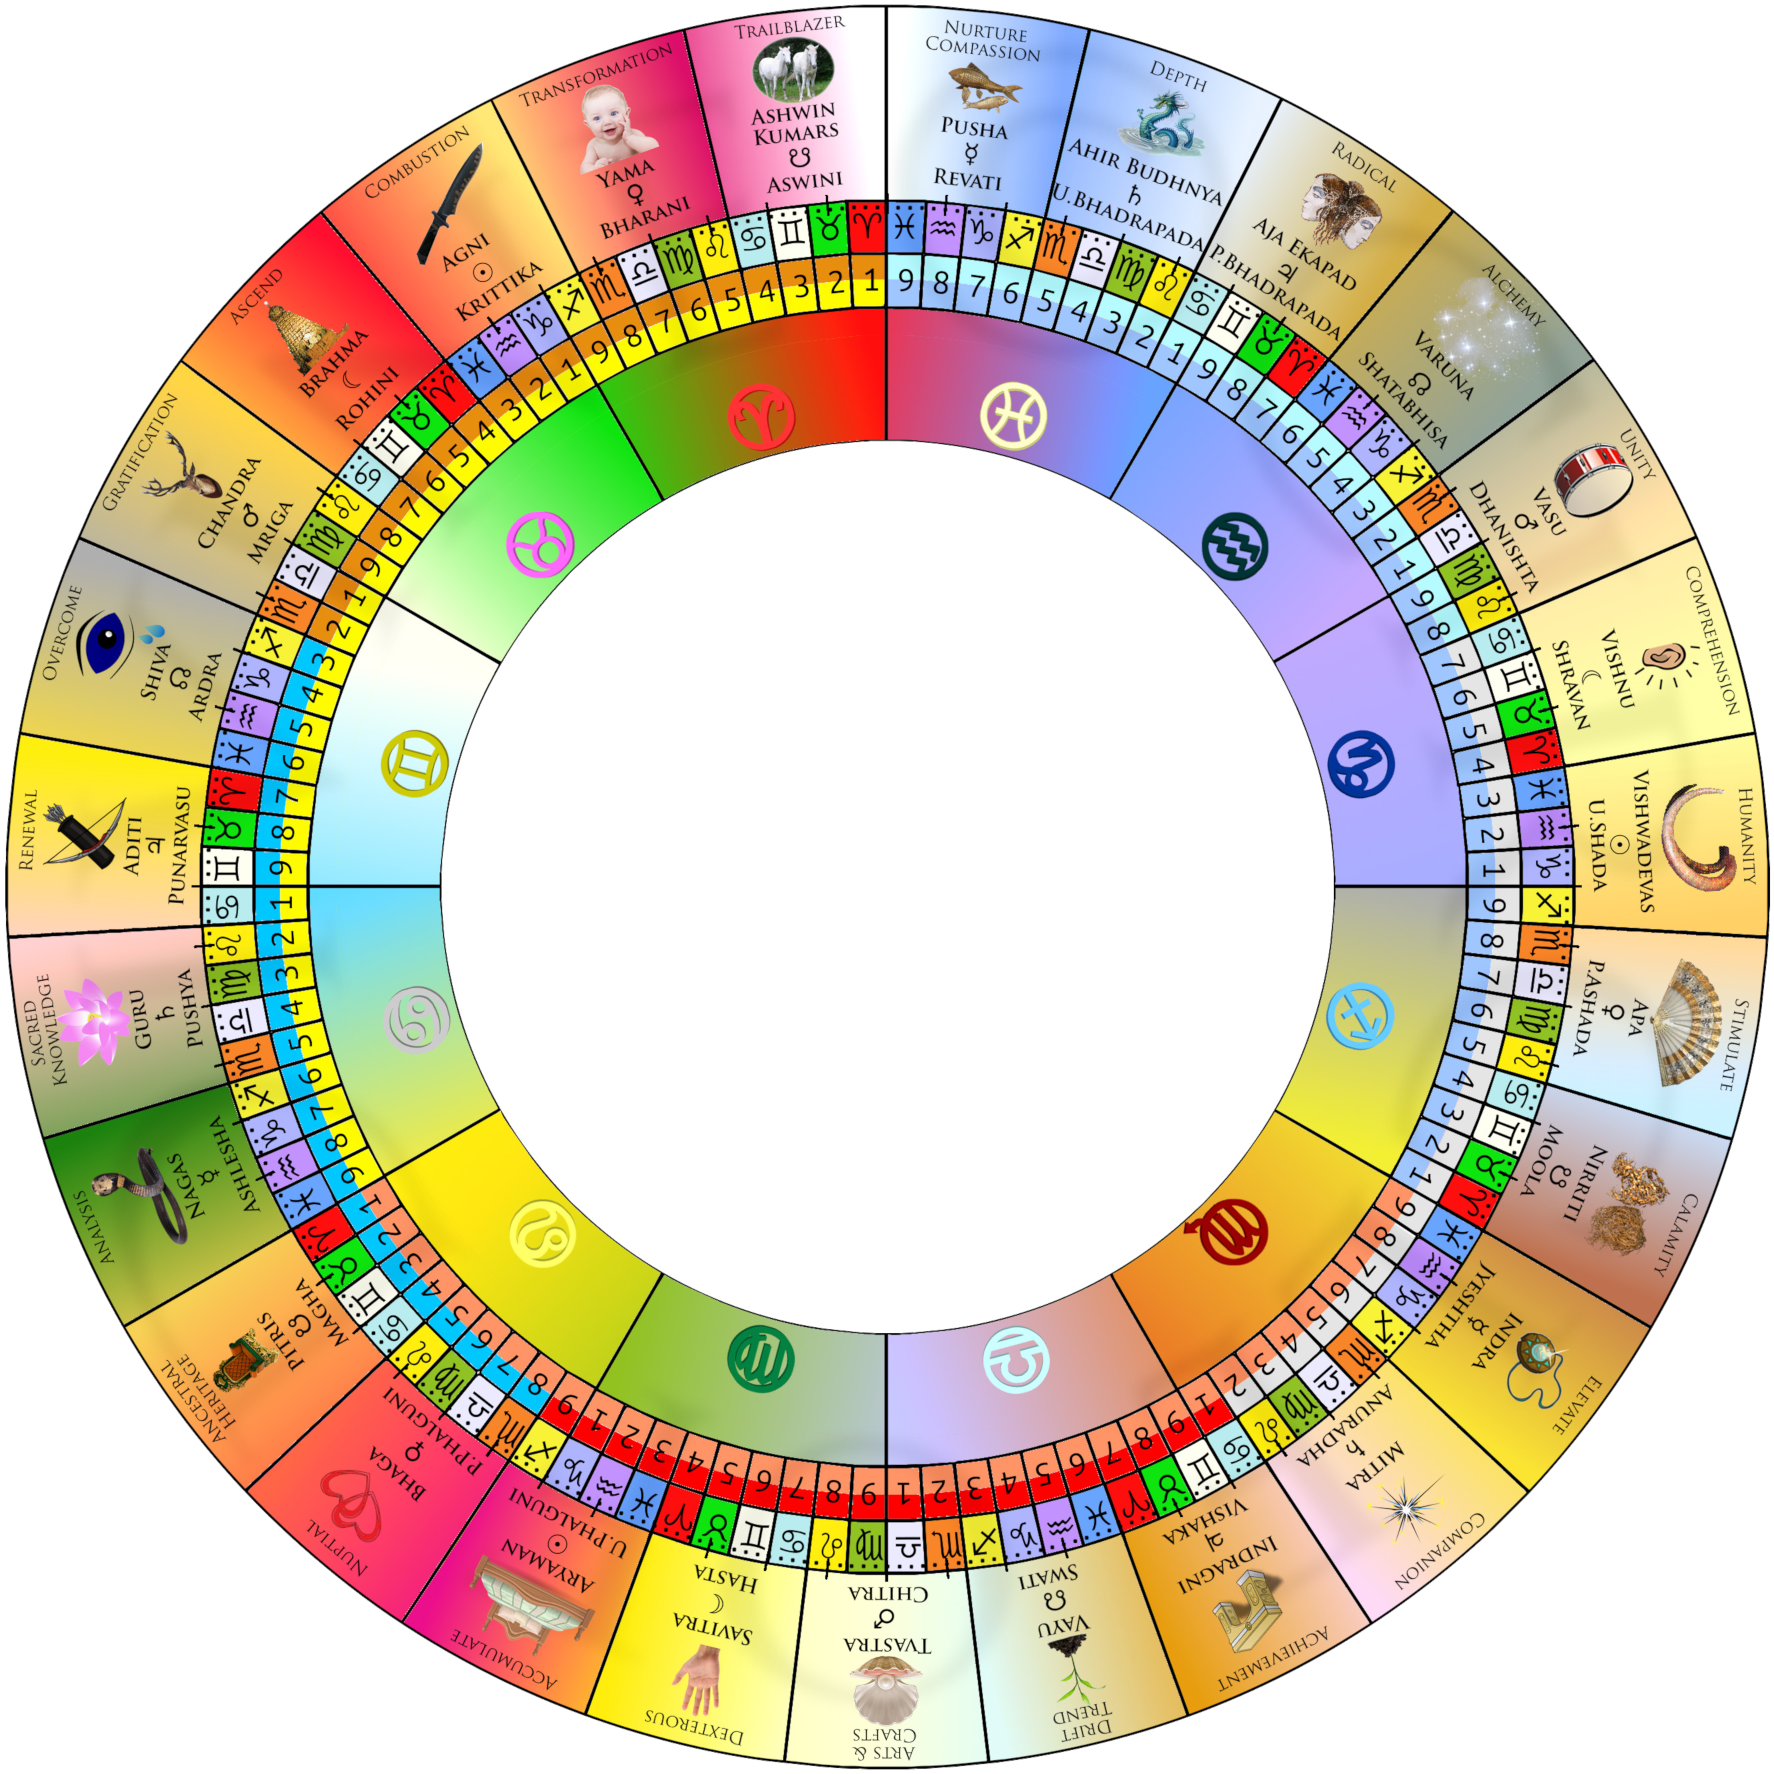 TRAILBLAZER
ASHWIN
KUMARS
☋
ASWINI
TRANSFORMATION
YAMA
♀
BHARANI
COMBUSTION
AGNI
☉
KRITTIKA
ASCEND
BRAHMA
☾
ROHINI
GRATIFICATION
CHANDRA
♂
MRIGA
OVERCOME
SHIVA
☊
ARDRA
RENEWAL
ADITI
♃
PUNARVASU
SACRED
KNOWLEDGE
GURU
♄
PUSHYA
ANALYSIS
NAGAS
☿
ASHLESHA
ANCESTRAL
HERITAGE
PITRIS
☋
MAGHA
NUPTIAL
BHAGA
♀
P.PHALGUNI
ACCUMULATE
ARYAMAN
☉
U.PHALGUNI
DEXTEROUS
SAVITRA
☾
HASTA
ARTS &
CRAFTS
TVASTRA
♂
CHITRA
DRIFT
TREND
VAYU
☊
SWATI
ACHIEVEMENT
INDRAGNI
♃
VISHAKA
COMPANION
MITRA
♄
ANURADHA
ELEVATE
INDRA
☿
JYESHTHA
CALAMITY
NIRRITI
☋
MOOLA
STIMULATE
APA
♀
P.ASHADA
HUMANITY
VISHWADEVAS
☉
U.SHADA
COMPREHENSION
VISHNU
☾
SHRAVAN
UNITY
VASU
♂
DHANISHTA
ALCHEMY
VARUNA
☊
SHATABHISA
RADICAL
AJA EKAPAD
♃
P.BHADRAPADA
DEPTH
AHIR BUDHNYA
♄
U.BHADRAPADA
NURTURE
COMPASSION
PUSHA
☿
REVATI
1 2 3 4 5 6 7 8 9
1 2 3 4 5 6 7 8 9
1 2 3 4 5 6 7 8 9
1 2 3 4 5 6 7 8 9
1 2 3 4 5 6 7 8 9
1 2 3 4 5 6 7 8 9
1 2 3 4 5 6 7 8 9
1 2 3 4 5 6 7 8 9
1 2 3 4 5 6 7 8 9
1 2 3 4 5 6 7 8 9
1 2 3 4 5 6 7 8 9
1 2 3 4 5 6 7 8 9